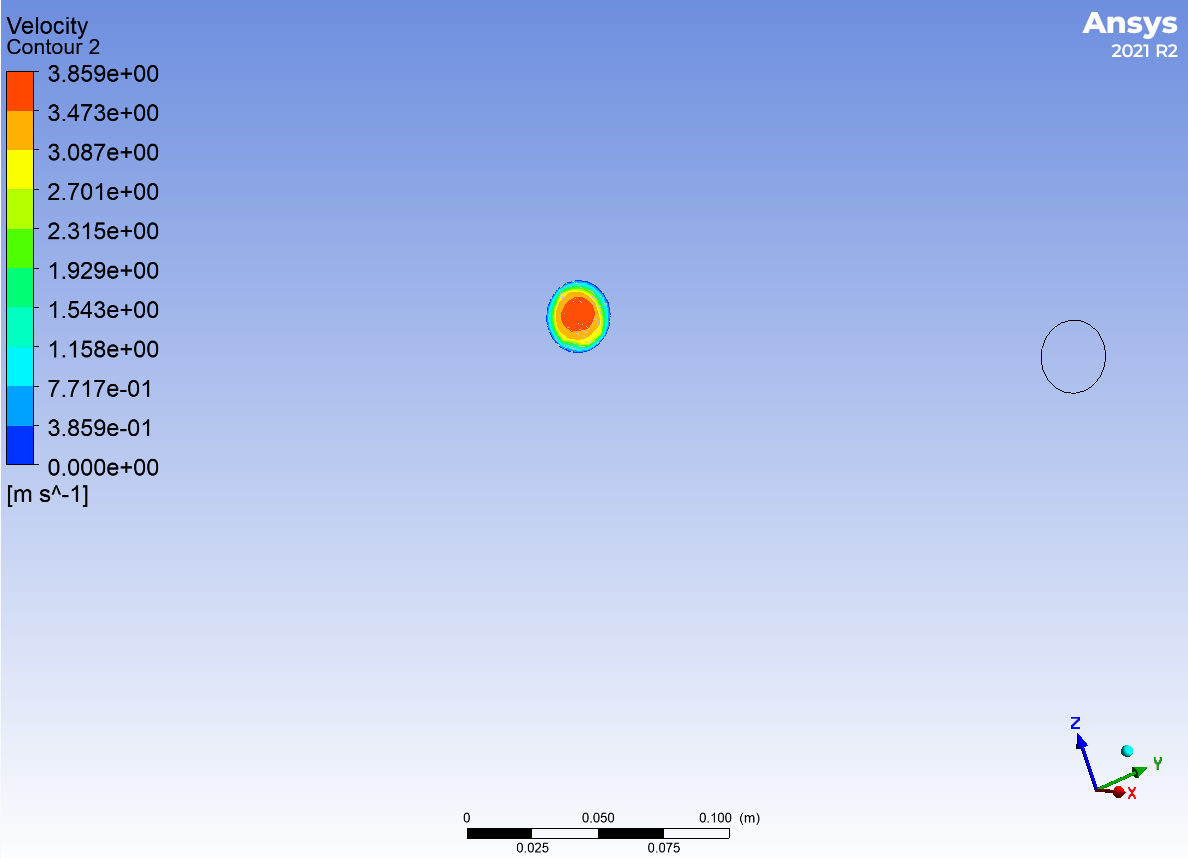 Velocity
Contour 2
3.859e+00
3.473e+00
3.087e+00
2.701e+00
2.315e+00
1.929e+00
1.543e+00
1.158e+00
7.717e-01
3.859e-01
0.000e+00
[m s^-1]
Ansys
2021 R2
Z
Y
X
0 0.050 0.100 (m)
0.025 0.075